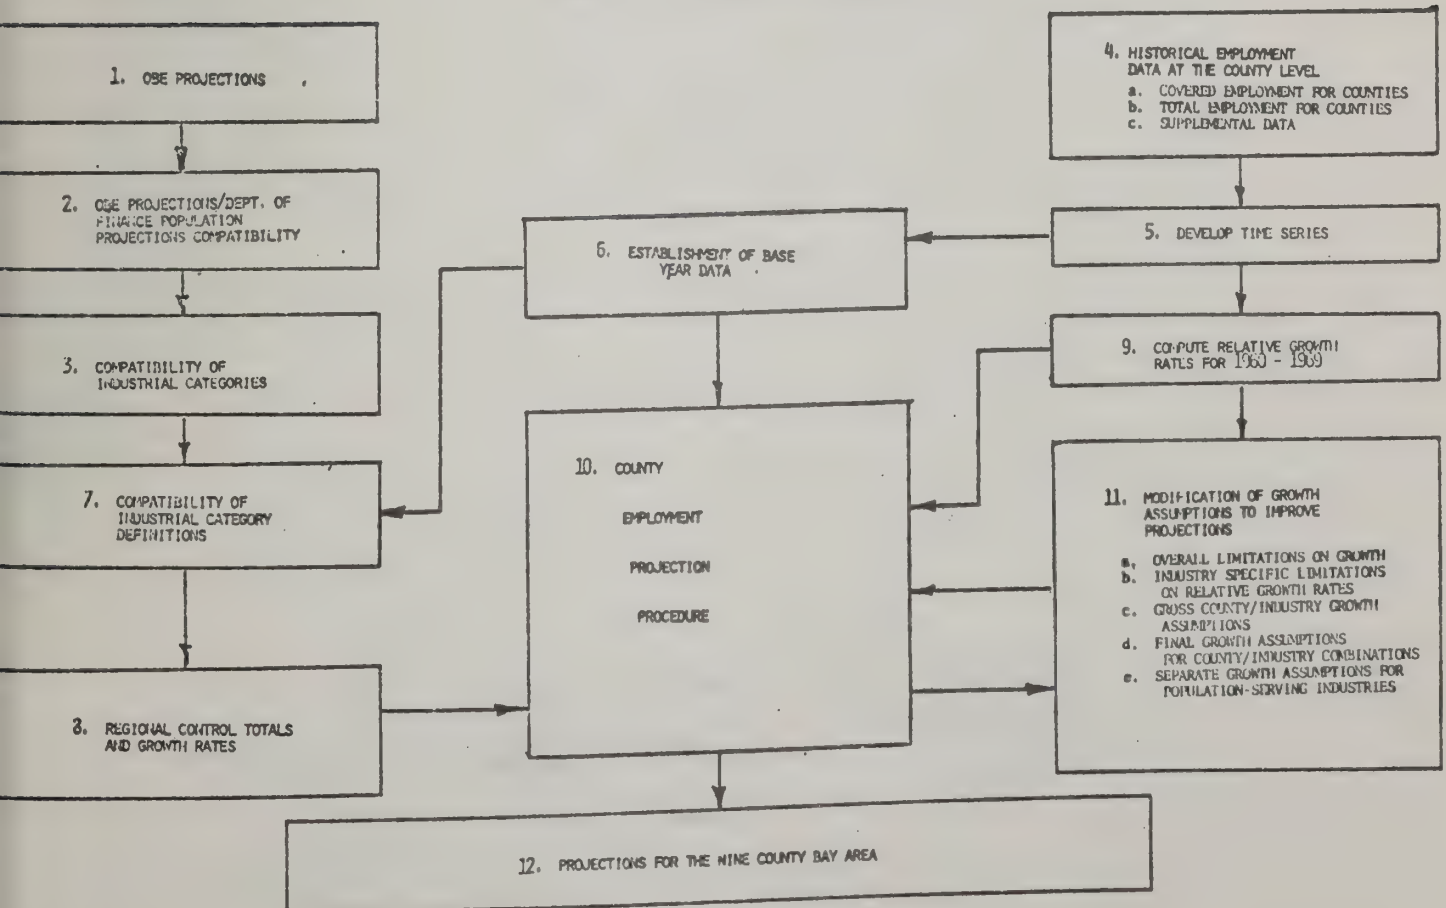 1. OBE PROJECTIONS
2. OBE PROJECTIONS/DEPT. OF
FINANCE POPULATION
PROJECTIONS COMPATIBILITY
3. COMPATIBILITY OF
INDUSTRIAL CATEGORIES
7. COMPATIBILITY OF
INDUSTRIAL CATEGORY
DEFINITIONS
8. REGIONAL CONTROL TOTALS
AND GROWTH RATES
6. ESTABLISHMENT OF BASE
YEAR DATA
10. COUNTY
EMPLOYMENT
PROJECTION
PROCEDURE
4. HISTORICAL EMPLOYMENT
DATA AT THE COUNTY LEVEL
a. COVERED EMPLOYMENT FOR COUNTIES
b. TOTAL EMPLOYMENT FOR COUNTIES
c. SUPPLEMENTAL DATA
5. DEVELOP TIME SERIES
9. COMPUTE RELATIVE GROWTH
RATES FOR 1960 - 1969
11. MODIFICATION OF GROWTH
ASSUMPTIONS TO IMPROVE
PROJECTIONS
a. OVERALL LIMITATIONS ON GROWTH
b. INDUSTRY SPECIFIC LIMITATIONS
ON RELATIVE GROWTH RATES
c. GROSS COUNTY/INDUSTRY GROWTH
ASSUMPTIONS
d. FINAL GROWTH ASSUMPTIONS
FOR COUNTY/INDUSTRY COMBINATIONS
e. SEPARATE GROWTH ASSUMPTIONS FOR
POPULATION-SERVING INDUSTRIES
12. PROJECTIONS FOR THE NINE COUNTY BAY AREA